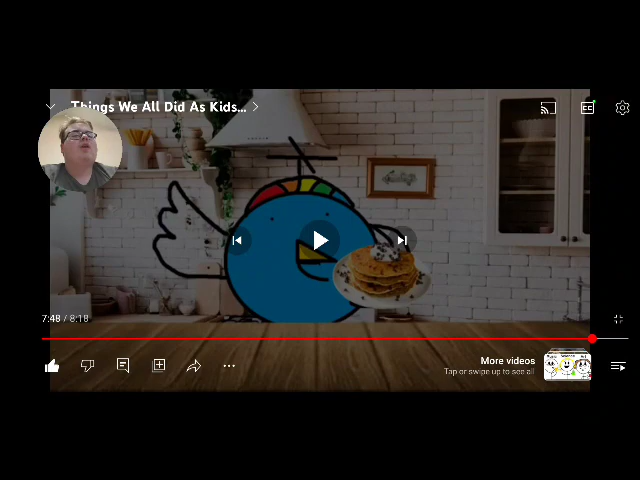 Things We All Did As Kids...
CC
7:48 / 8:18
More videos
Tap or swipe up to see all